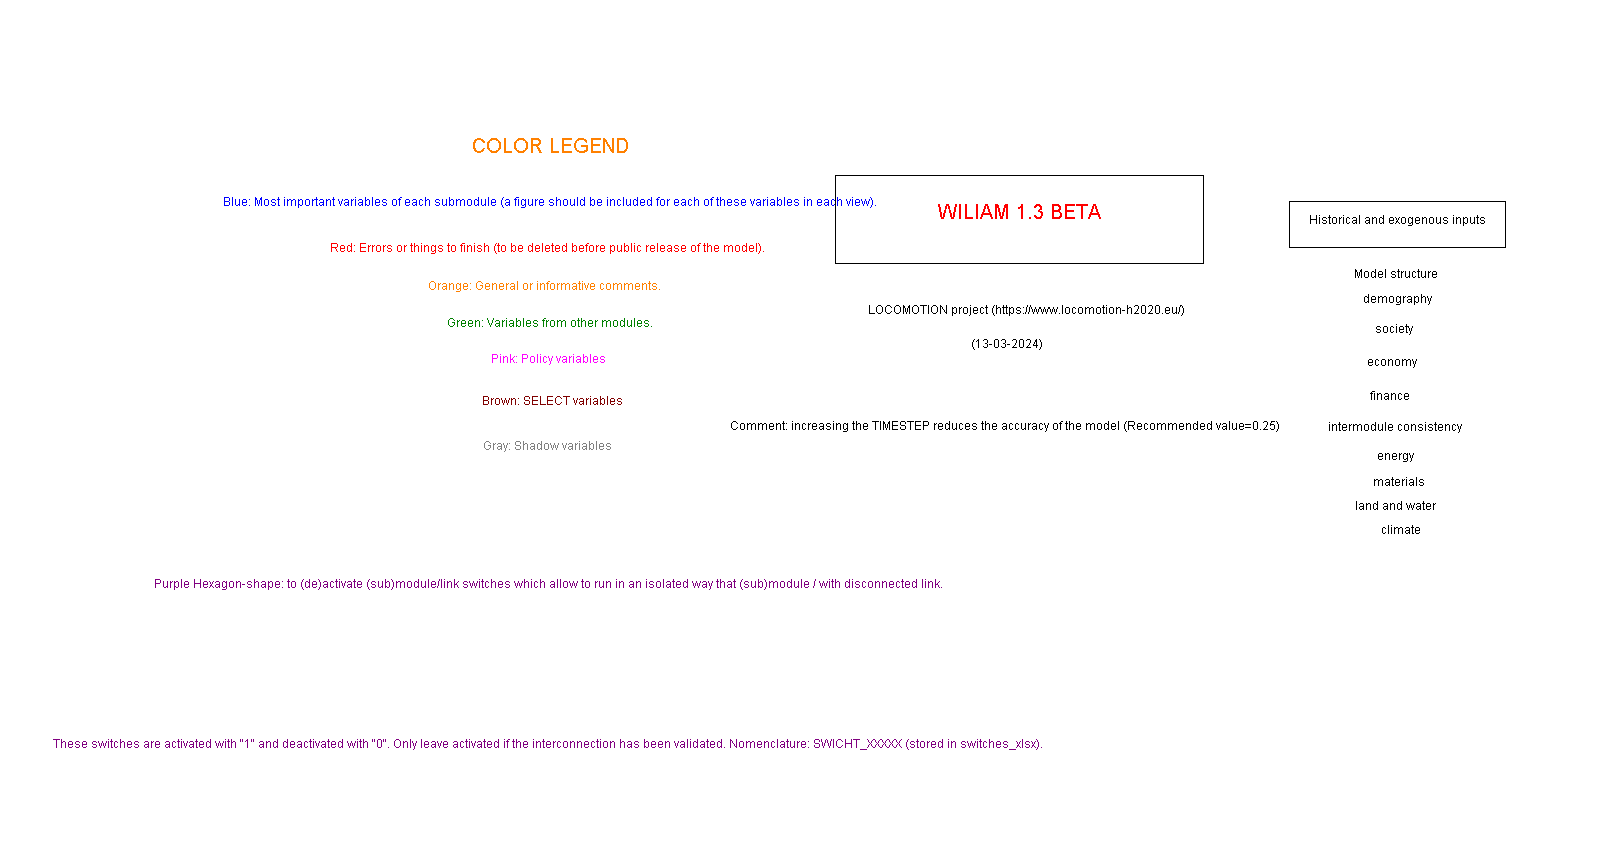 COLOR LEGEND
Blue: Most important variables of each submodule (a figure should be included for each of these variables in each view).
Red: Errors or things to finish (to be deleted before public release of the model).
Orange: General or informative comments.
Green: Variables from other modules.
Pink: Policy variables
Brown: SELECT variables
Gray: Shadow variables
WILIAM 1.3 BETA
LOCOMOTION project (https://www.locomotion-h2020.eu/)
(13-03-2024)
Comment: increasing the TIMESTEP reduces the accuracy of the model (Recommended value=0.25)
Historical and exogenous inputs
Model structure
demography
society
economy
finance
intermodule consistency
energy
materials
land and water
climate
Purple Hexagon-shape: to (de)activate (sub)module/link switches which allow to run in an isolated way that (sub)module / with disconnected link.
These switches are activated with "1" and deactivated with "0". Only leave activated if the interconnection has been validated. Nomenclature: SWICHT_XXXXX (stored in switches_xlsx).